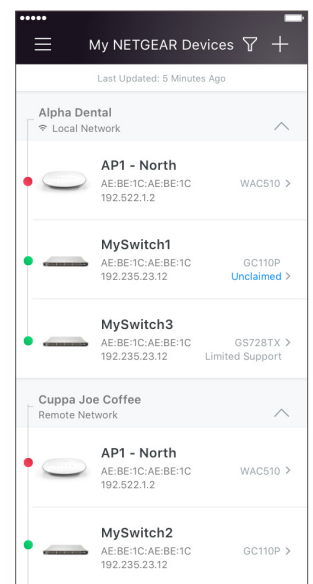 My NETGEAR Devices
Last Updated: 5 Minutes Ago
Alpha Dental
Local Network
AP1 - North
AE:BE:1C:AE:BE:1C
WAC510 >
192.522.1.2
MySwitch1
AE:BE:1C:AE:BE:1C
GC110P
192.235.23.12
Unclaimed >
MySwitch3
AE:BE:1C:AE:BE:1C
GS728TX >
192.235.23.12
Limited Support
Cuppa Joe Coffee
Remote Network
AP1 - North
AE:BE:1C:AE:BE:1C
WAC510 >
192.522.1.2
MySwitch2
AE:BE:1C:AE:BE:1C
GC110P >
192.235.23.12